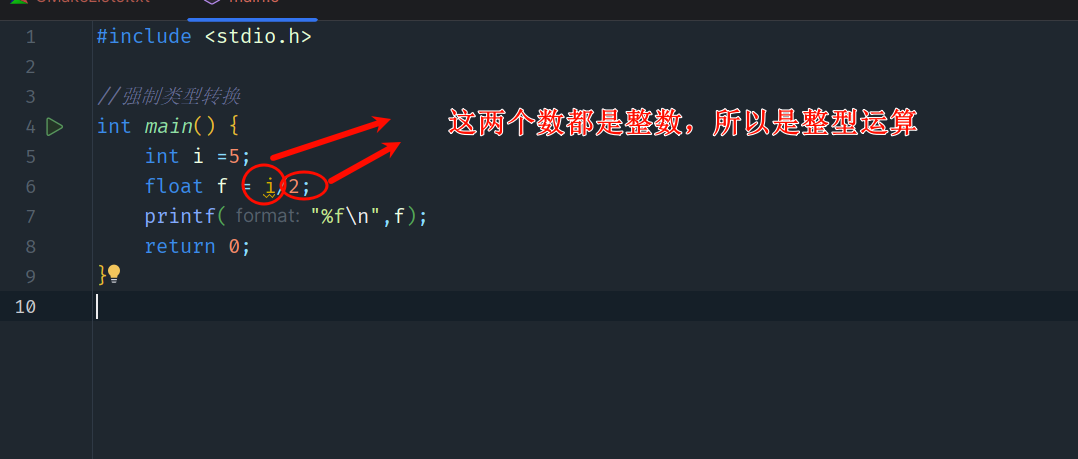 1 #include <stdio.h>
2
3 //强制类型转换
4 int main() {
这两个数都是整数，所以是整型运算
5 int i =5;
6 float f = i/2;
7 printf( format: "%f\n",f);
8 return 0;
9 }
10